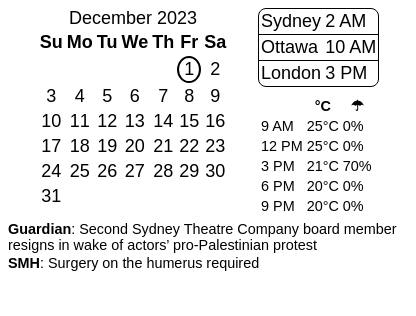 December 2023
Su Mo Tu We Th Fr Sa
1 2
3 4 5 6 7 8 9
10 11 12 13 14 15 16
17 18 19 20 21 22 23
24 25 26 27 28 29 30
31
Sydney 2 AM
Ottawa 10 AM
London 3 PM
°C ☂
9 AM 25°C 0%
12 PM 25°C 0%
3 PM 21°C 70%
6 PM 20°C 0%
9 PM 20°C 0%
Guardian: Second Sydney Theatre Company board member
resigns in wake of actors’ pro-Palestinian protest
SMH: Surgery on the humerus required